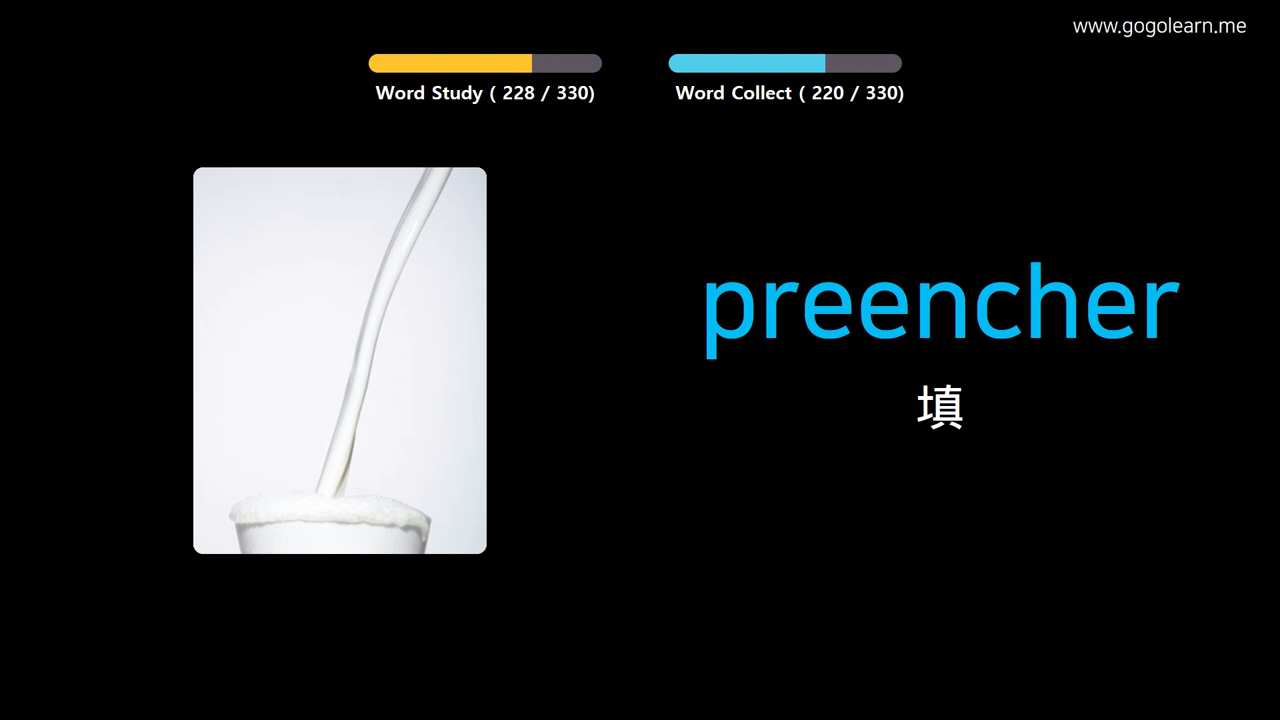 www.gogolearn.me
Word Study ( 228 / 330)
Word Collect ( 220 / 330)
preencher
填